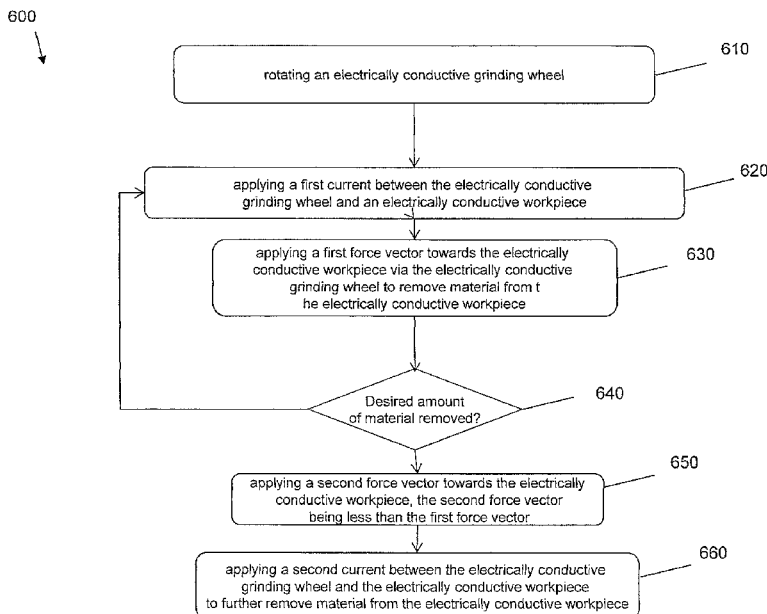 600
rotating an electrically conductive grinding wheel
610
applying a first current between the electrically conductive
grinding wheel and an electrically conductive workpiece
620
applying a first force vector towards the electrically
conductive workpiece via the electrically conductive
grinding wheel to remove material from t
he electrically conductive workpiece
630
Desired amount
of material removed?
640
applying a second force vector towards the electrically
conductive workpiece, the second force vector
being less than the first force vector
650
applying a second current between the electrically conductive
grinding wheel and the electrically conductive workpiece
to further remove material from the electrically conductive workpiece
660